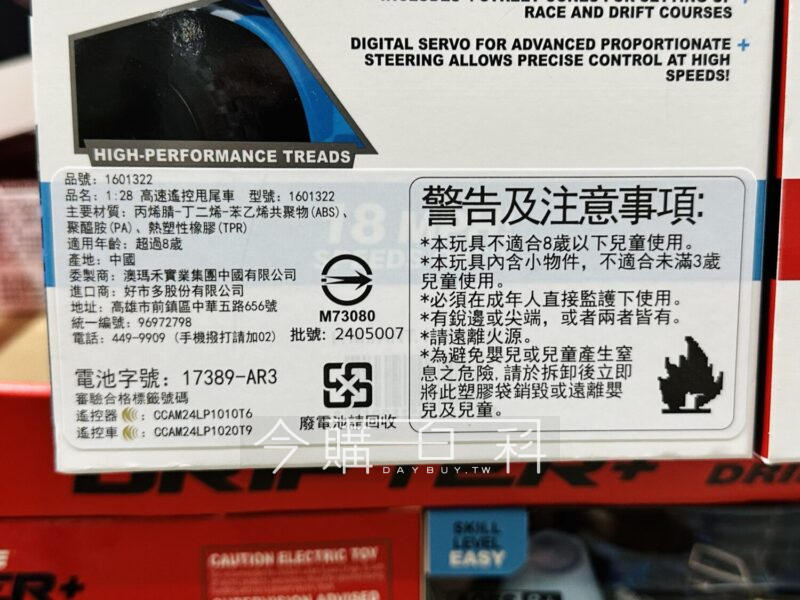 RACE AND DRIFT COURSES
DIGITAL SERVO FOR ADVANCED PROPORTIONATE +
STEERING ALLOWS PRECISE CONTROL AT HIGH
SPEEDS!
HIGH-PERFORMANCE TREADS
品號：1601322
品名：1:28 高速遙控甩尾車 型號：1601322
主要材質：丙烯腈-丁二烯-苯乙烯共聚物(ABS)、
聚醯胺(PA)、熱塑性橡膠(TPR)
適用年齡：超過8歲
產地：中國
委製商：澳瑪禾實業集團中國有限公司
進口商：好市多股份有限公司
地址：高雄市前鎮區中華五路656號
統一編號：96972798
電話：449-9909 (手機撥打請加02)
M73080
批號：2405007
電池字號：17389-AR3
審驗合格標籤號碼
遙控器：CCAM24LP1010T6
遙控車：CCAM24LP1020T9
廢電池請回收
警告及注意事項:
*本玩具不適合8歲以下兒童使用。
*本玩具內含小物件，不適合未滿3歲
兒童使用。
*必須在成年人直接監護下使用。
*有銳邊或尖端，或者兩者皆有。
*請遠離火源。
*為避免嬰兒或兒童產生窒
息之危險,請於拆卸後立即
將此塑膠袋銷毀或遠離嬰
兒及兒童。
今購百科
DAYBUY.TW
DRIFTER+
SKILL
LEVEL
EASY
CAUTION ELECTRIC TOY